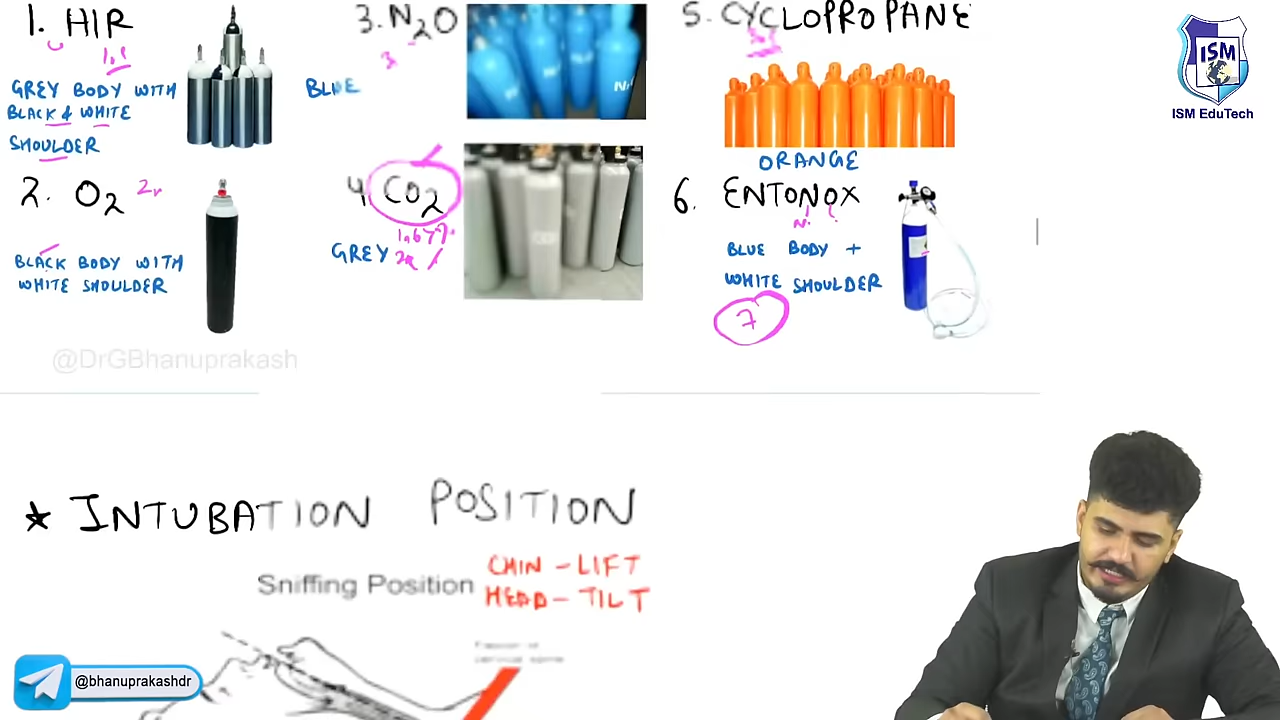 1. AIR
GREY BODY WITH
BLACK & WHITE
SHOULDER
2. O2
BLACK BODY WITH
WHITE SHOULDER
3. N2O
3
BLUE
4. CO2
GREY
5. CYCLOPROPANE
ORANGE
6. ENTONOX
BLUE BODY +
WHITE SHOULDER
7
ISM
ISM EduTech
@DrGBhanuprakash
★ INTUBATION POSITION
Sniffing Position
CHIN - LIFT
HEAD - TILT
@bhanuprakashdr